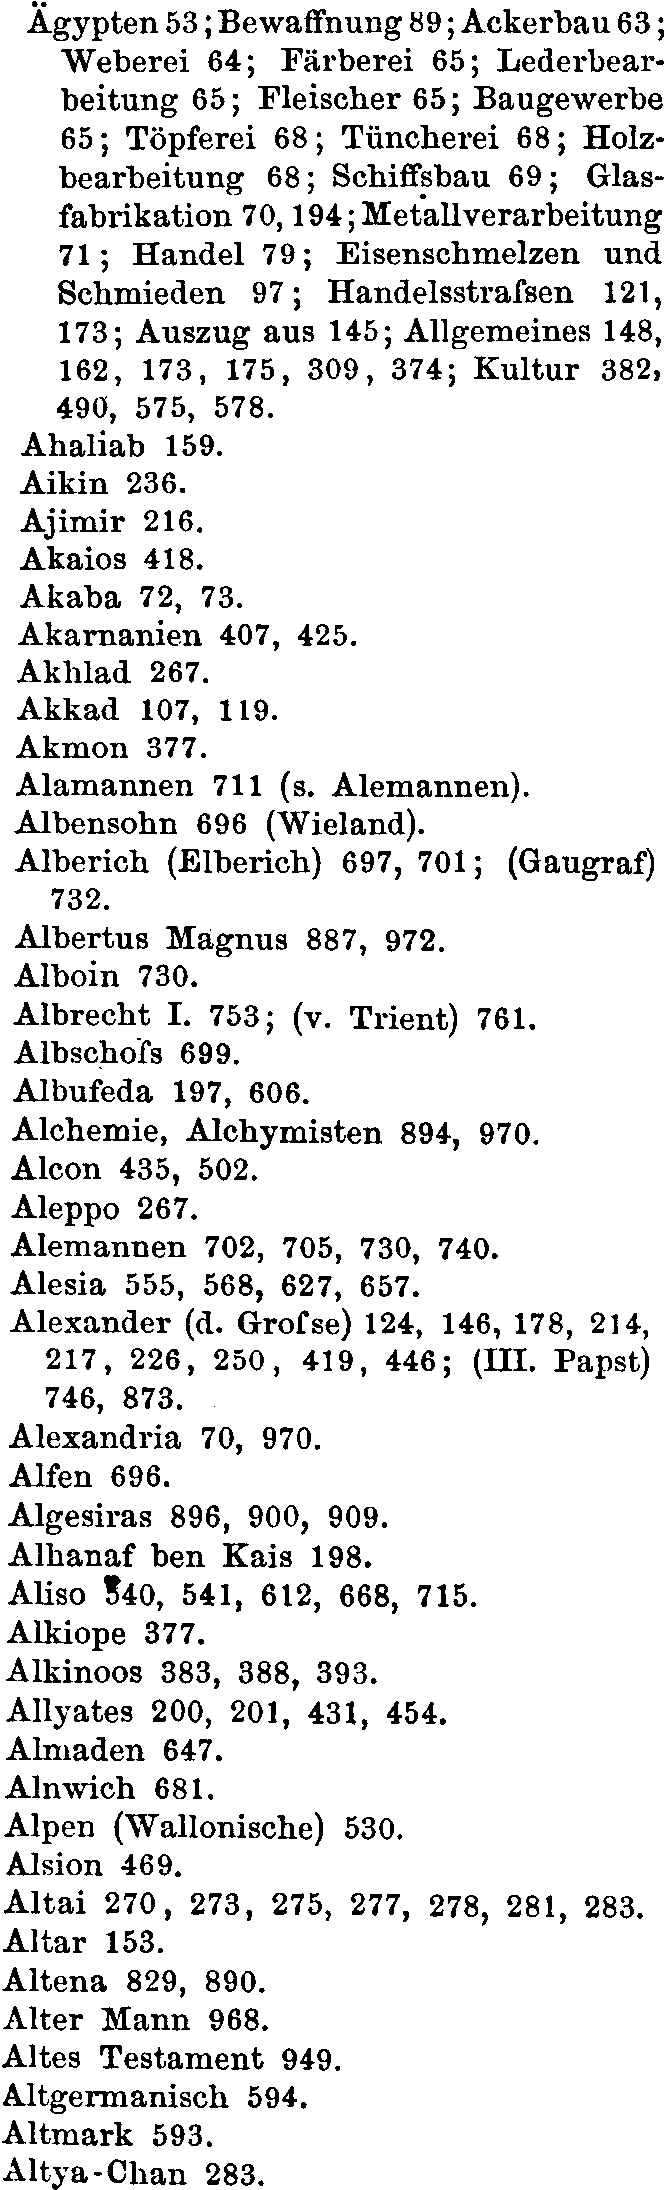 Ägypten 53; Bewaffnung 89; Ackerbau 63;
Weberei 64; Färberei 65; Lederbear-
beitung 65; Fleischer 65; Baugewerbe
65; Töpferei 68; Tüncherei 68; Holz-
bearbeitung 68; Schiffsbau 69; Glas-
fabrikation 70, 194; Metallverarbeitung
71; Handel 79; Eisenschmelzen und
Schmieden 97; Handelsstraſsen 121,
173; Auszug aus 145; Allgemeines 148,
162, 173, 175, 309, 374; Kultur 382,
490, 575, 578.
Ahaliab 159.
Aikin 236.
Ajimir 216.
Akaios 418.
Akaba 72, 73.
Akarnanien 407, 425.
Akhlad 267.
Akkad 107, 119.
Akmon 377.
Alamannen 711 (s. Alemannen).
Albensohn 696 (Wieland).
Alberich (Elberich) 697, 701; (Gaugraf)
732.
Albertus Magnus 887, 972.
Alboin 730.
Albrecht I. 753; (v. Trient) 761.
Albschoſs 699.
Albufeda 197, 606.
Alchemie, Alchymisten 894, 970.
Alcon 435, 502.
Aleppo 267.
Alemannen 702, 705, 730, 740.
Alesia 555, 568, 627, 657.
Alexander (d. Groſse) 124, 146, 178, 214,
217, 226, 250, 419, 446; (III. Papst)
746, 873.
Alexandria 70, 970.
Alfen 696.
Algesiras 896, 900, 909.
Alhanaf ben Kais 198.
Aliso 540, 541, 612, 668, 715.
Alkiope 377.
Alkinoos 383, 388, 393.
Allyates 200, 201, 431, 454.
Almaden 647.
Alnwich 681.
Alpen (Wallonische) 530.
Alsion 469.
Altai 270, 273, 275, 277, 278, 281, 283.
Altar 153.
Altena 829, 890.
Alter Mann 968.
Altes Testament 949.
Altgermanisch 594.
Altmark 593.
Altya-Chan 283.